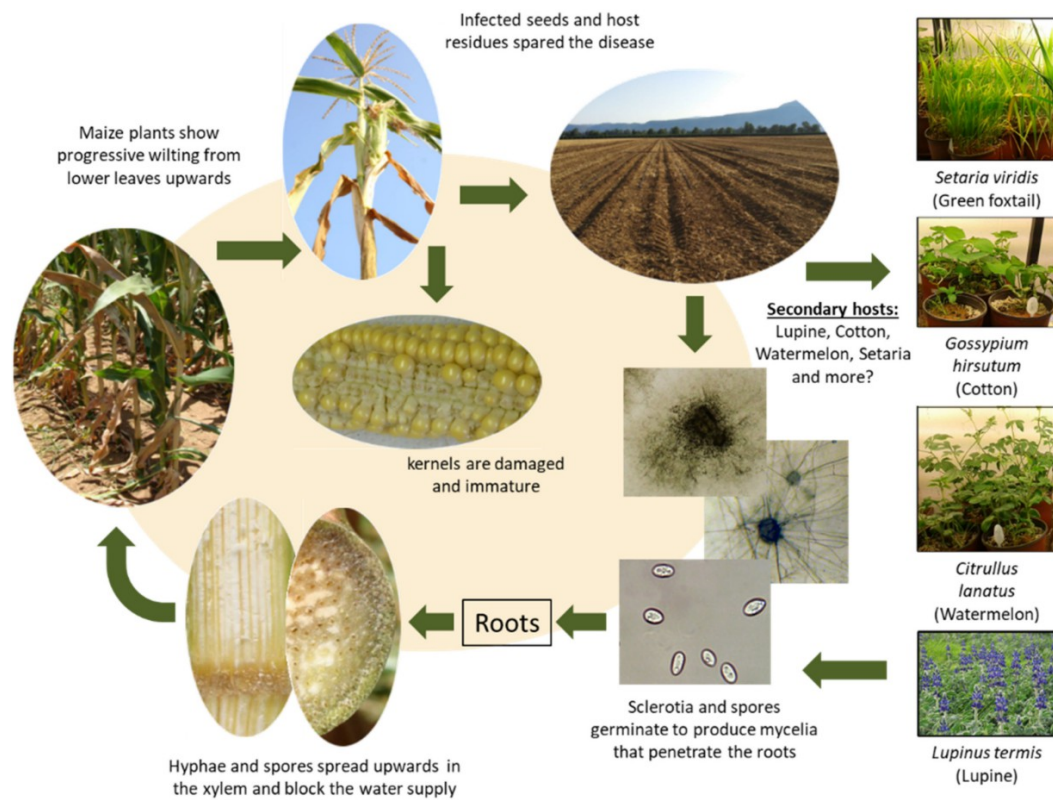 Infected seeds and host
residues spared the disease
Maize plants show
progressive wilting from
lower leaves upwards
Setaria viridis
(Green foxtail)
Secondary hosts:
Lupine, Cotton,
Watermelon, Setaria
and more?
Gossypium
hirsutum
(Cotton)
kernels are damaged
and immature
Citrullus
lanatus
(Watermelon)
Roots
Sclerotia and spores
germinate to produce mycelia
that penetrate the roots
Lupinus termis
(Lupine)
Hyphae and spores spread upwards in
the xylem and block the water supply